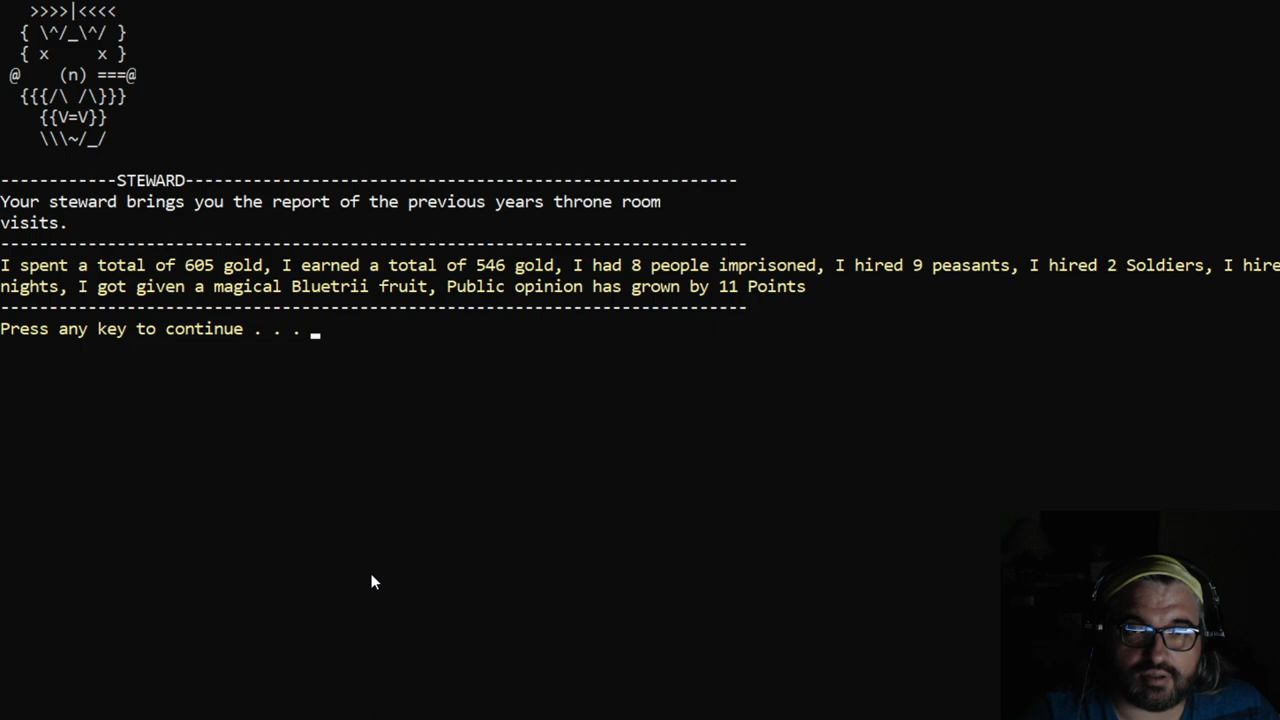 >>>>|<<<<
{ \^/_\^/ }
{ x     x }
@    (n) ===@
{{{/\ /\}}}
{{V=V}}
\\\~/_/
------------STEWARD---------------------------------------------------------
Your steward brings you the report of the previous years throne room
visits.
-----------------------------------------------------------------------------
I spent a total of 605 gold, I earned a total of 546 gold, I had 8 people imprisoned, I hired 9 peasants, I hired 2 Soldiers, I hire
nights, I got given a magical Bluetrii fruit, Public opinion has grown by 11 Points
-----------------------------------------------------------------------------
Press any key to continue . . . _